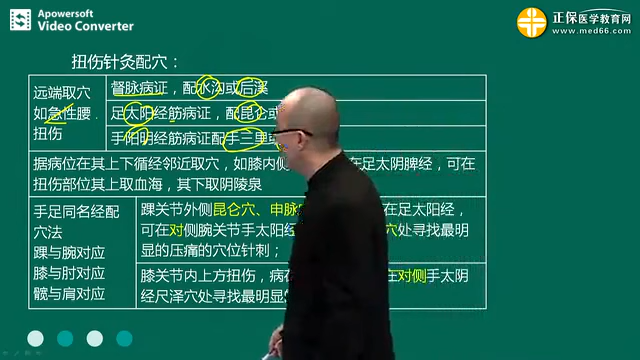 Apowersoft
Video Converter
正保医学教育网
www.med66.com
扭伤针灸配穴：
远端取穴
如急性腰
扭伤
督脉病证，配水沟或后溪
足太阳经筋病证，配昆仑或
手阳明经筋病证配手三里或
据病位在其上下循经邻近取穴，如膝内侧 在足太阴脾经，可在
扭伤部位其上取血海，其下取阴陵泉
手足同名经配
穴法
踝与腕对应
膝与肘对应
髋与肩对应
踝关节外侧昆仑穴、申脉 在足太阳经，
可在对侧腕关节手太阳经 穴处寻找最明
显的压痛的穴位针刺；
膝关节内上方扭伤，病在 在对侧手太阴
经尺泽穴处寻找最明显